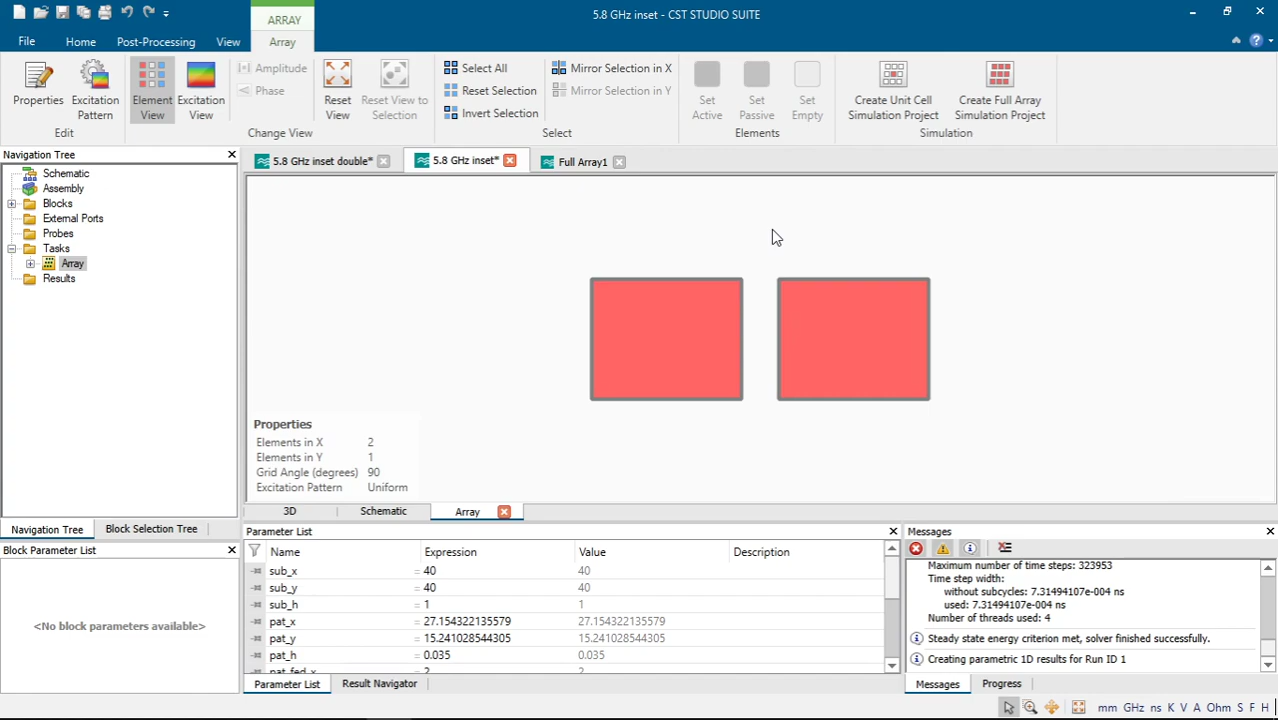 5.8 GHz inset - CST STUDIO SUITE
ARRAY
File
Home
Post-Processing
View
Array
Properties
Excitation Pattern
Edit
Element View
Excitation View
Amplitude
Phase
Reset View
Reset View to Selection
Change View
Select All
Reset Selection
Invert Selection
Mirror Selection in X
Mirror Selection in Y
Select
Set Active
Set Passive
Set Empty
Elements
Create Unit Cell Simulation Project
Create Full Array Simulation Project
Simulation
Navigation Tree
5.8 GHz inset double*
5.8 GHz inset*
Full Array1
Schematic
Assembly
Blocks
External Ports
Probes
Tasks
Array
Results
Properties
Elements in X 2
Elements in Y 1
Grid Angle (degrees) 90
Excitation Pattern Uniform
3D
Schematic
Array
Navigation Tree
Block Selection Tree
Block Parameter List
<No block parameters available>
Parameter List
Name Expression Value Description
sub_x = 40 40
sub_y = 40 40
sub_h = 1 1
pat_x = 27.154322135579 27.154322135579
pat_y = 15.241028544305 15.241028544305
pat_h = 0.035 0.035
pat_fed_x = 2 2
Parameter List
Result Navigator
Messages
Maximum number of time steps: 323953
Time step width:
without subcycles: 7.31494107e-004 ns
used: 7.31494107e-004 ns
Number of threads used: 4
Steady state energy criterion met, solver finished successfully.
Creating parametric 1D results for Run ID 1
Messages
Progress
mm GHz ns K V A Ohm S F H